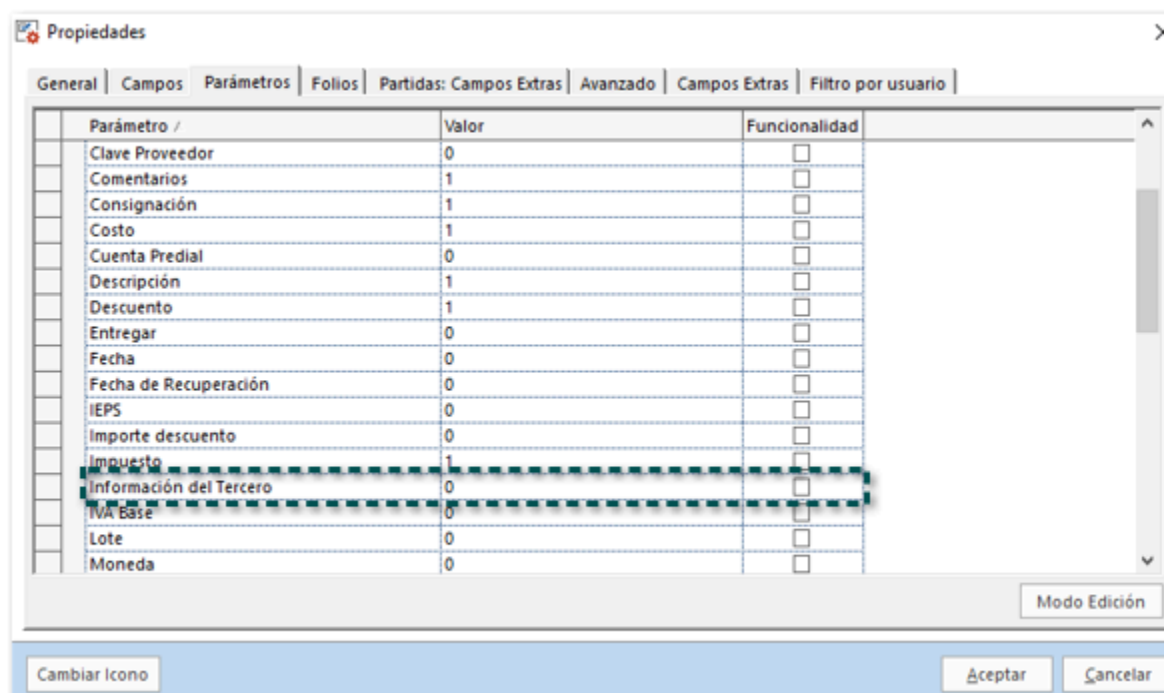 Propiedades
General Campos Parámetros Folios Partidas: Campos Extras Avanzado Campos Extras Filtro por usuario
Parámetro Valor Funcionalidad
Clave Proveedor 0
Comentarios 1
Consignación 1
Costo 1
Cuenta Predial 0
Descripción 1
Descuento 1
Entregar 0
Fecha 0
Fecha de Recuperación 0
IEPS 0
Importe descuento 0
Impuesto 1
Información del Tercero 0
IVA Base 0
Lote 0
Moneda 0
Modo Edición
Cambiar Icono Aceptar Cancelar